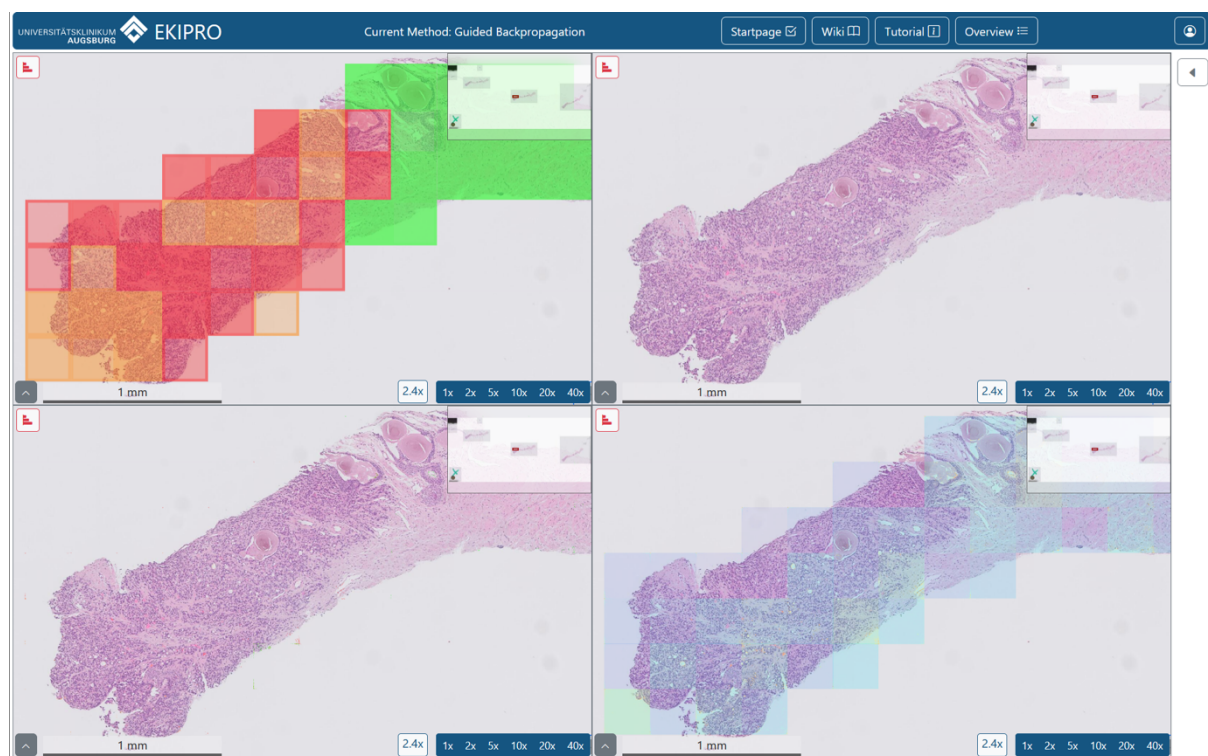 UNIVERSITÄTSKLINIKUM
AUGSBURG
EKIPRO
Current Method: Guided Backpropagation
Startpage
Wiki
Tutorial
Overview
1 mm
2.4x
1x 2x 5x 10x 20x 40x
1 mm
2.4x
1x 2x 5x 10x 20x 40x
1 mm
2.4x
1x 2x 5x 10x 20x 40x
1 mm
2.4x
1x 2x 5x 10x 20x 40x